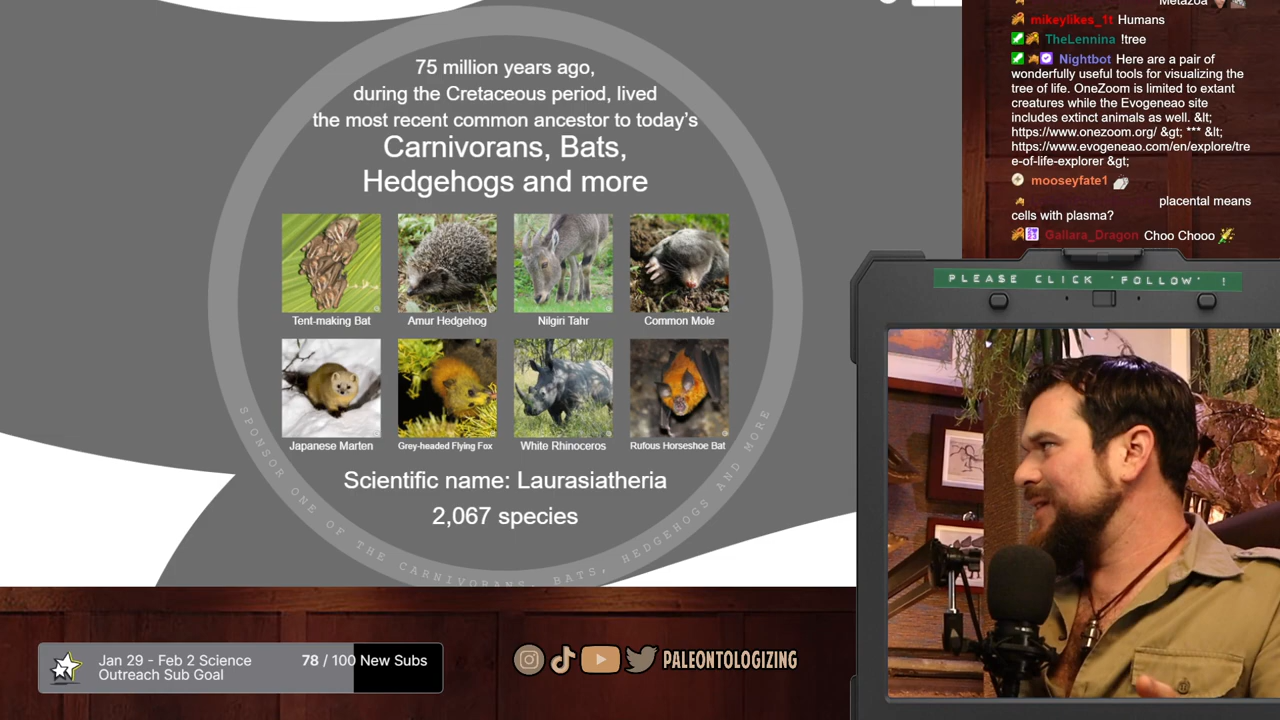 75 million years ago,
during the Cretaceous period, lived
the most recent common ancestor to today's
Carnivorans, Bats,
Hedgehogs and more
Tent-making Bat
Amur Hedgehog
Nilgiri Tahr
Common Mole
Japanese Marten
Grey-headed Flying Fox
White Rhinoceros
Rufous Horseshoe Bat
Scientific name: Laurasiatheria
2,067 species
SPONSOR ONE OF THE CARNIVORANS, BATS, HEDGEHOGS AND MORE
Metazoa
mikeylikes_1t Humans
TheLennina !tree
Nightbot Here are a pair of
wonderfully useful tools for visualizing the
tree of life. OneZoom is limited to extant
creatures while the Evogeneao site
includes extinct animals as well. &lt;
https://www.onezoom.org/ &gt; *** &lt;
https://www.evogeneao.com/en/explore/tre
e-of-life-explorer &gt;
mooseyfate1
placental means
cells with plasma?
Gallara_Dragon Choo Chooo
PLEASE CLICK "FOLLOW" !
Jan 29 - Feb 2 Science
Outreach Sub Goal
78 / 100 New Subs
PALEONTOLOGIZING